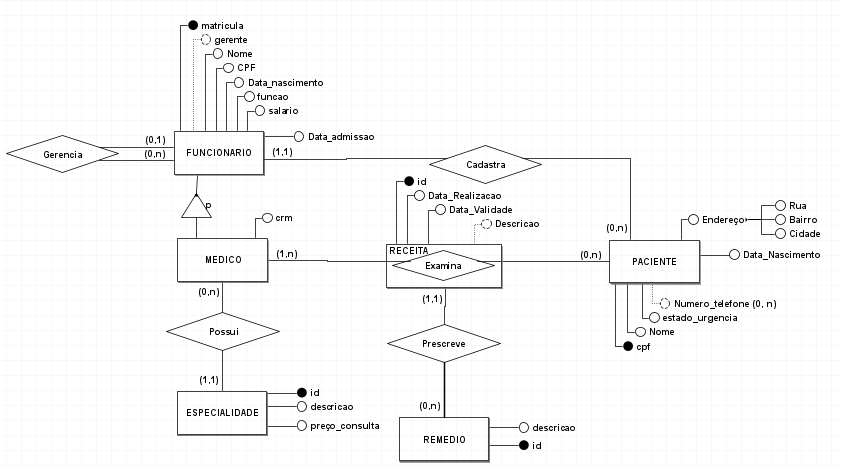 matricula
gerente
Nome
CPF
Data_nascimento
funcao
salario
Data_admissao
(0,1)
(0,n)
Gerencia
FUNCIONARIO
(1,1)
Cadastra
p
id
Data_Realizacao
Data_Validade
Descricao
Rua
Endereço
Bairro
Cidade
crm
(0,n)
RECEITA
MEDICO
(1,n)
Examina
(0,n)
PACIENTE
Data_Nascimento
(0,n)
(1,1)
Numero_telefone (0, n)
estado_urgencia
Nome
cpf
Possui
Prescreve
(1,1)
id
descricao
ESPECIALIDADE
preço_consulta
(0,n)
REMEDIO
descricao
id